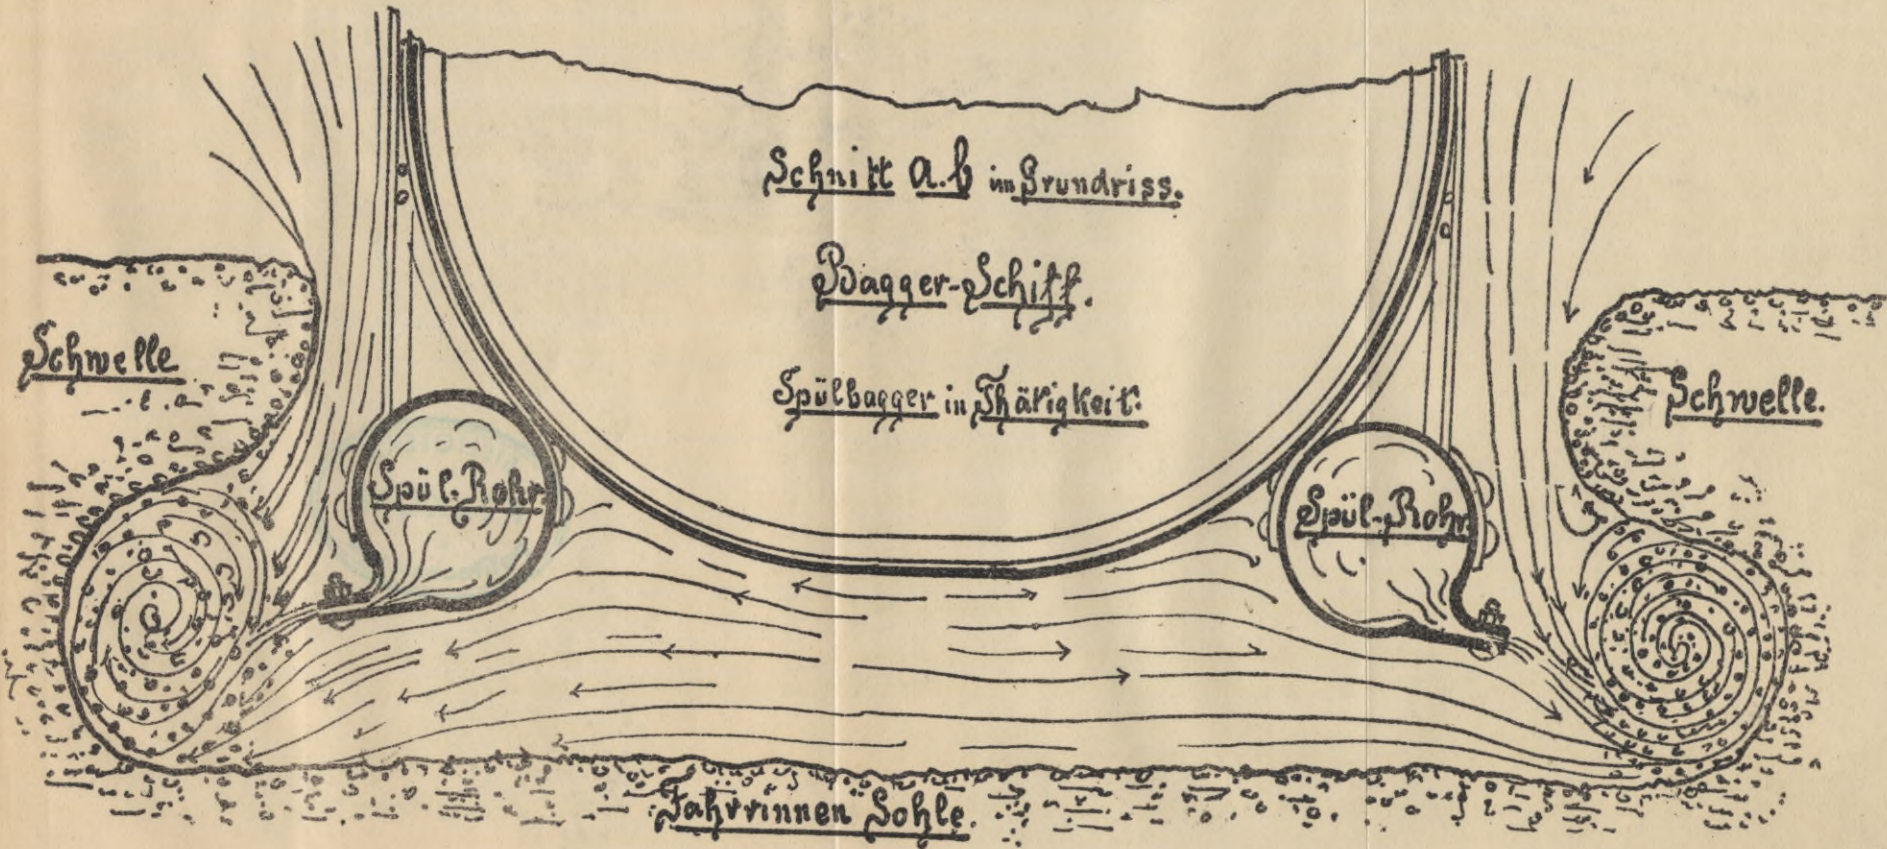 Schnitt a.b im Grundriss.
Bagger-Schiff.
Spülbagger in Thätigkeit.
Schwelle
Schwelle.
Spül-Rohr
Spül-Rohr
Fahrrinnen Sohle.